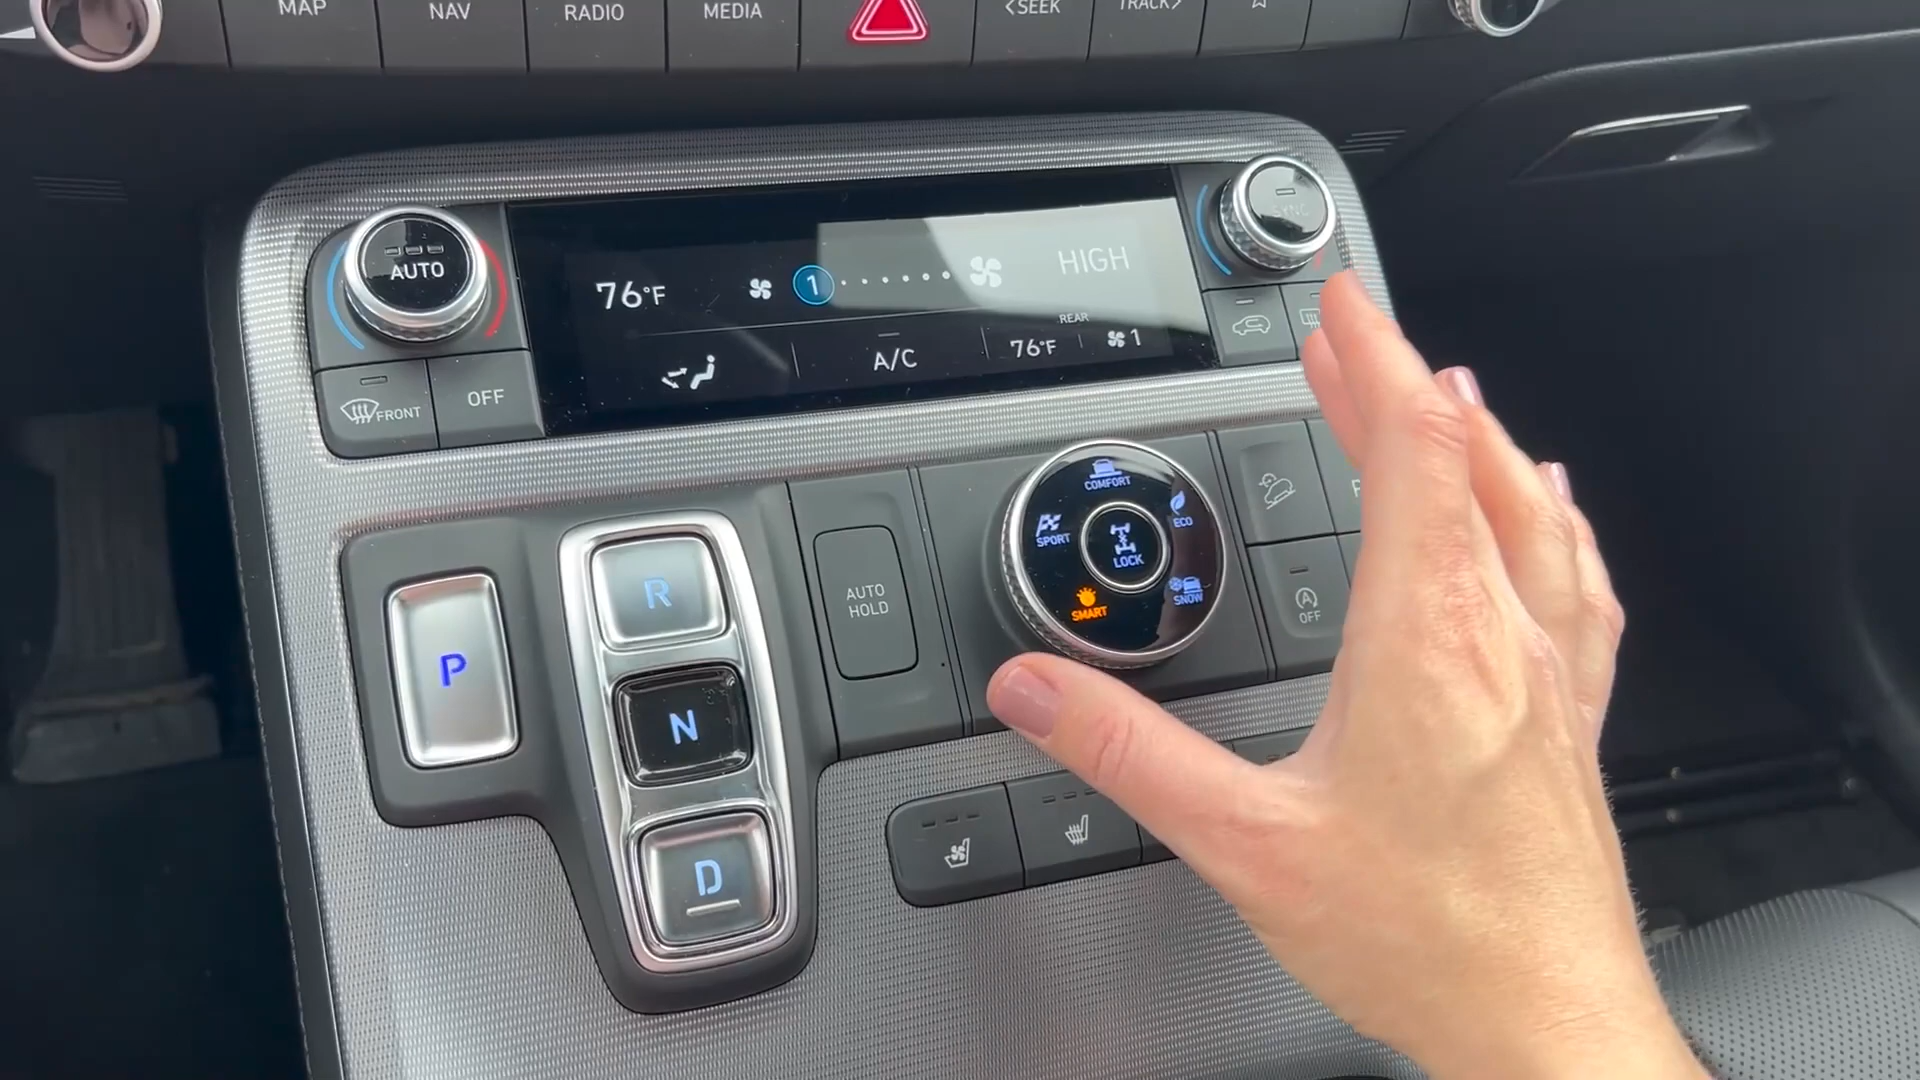 MAP
NAV
RADIO
MEDIA
<SEEK
TRACK>
AUTO
76°F
1
HIGH
SYNC
FRONT
OFF
A/C
REAR
76°F
1
P
R
N
D
AUTO
HOLD
COMFORT
ECO
SPORT
LOCK
SMART
SNOW
P
A
OFF